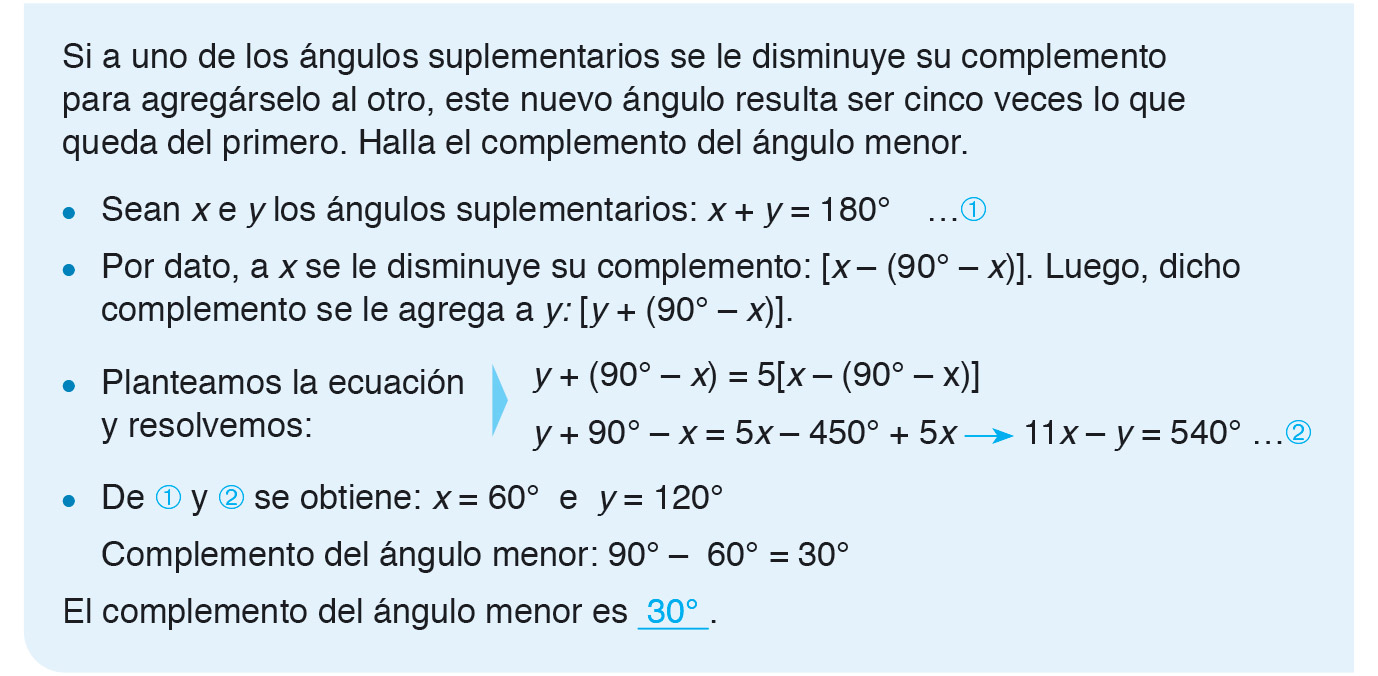 Si a uno de los ángulos suplementarios se le disminuye su complemento
para agregárselo al otro, este nuevo ángulo resulta ser cinco veces lo que
queda del primero. Halla el complemento del ángulo menor.
• Sean x e y los ángulos suplementarios: x + y = 180° …①
• Por dato, a x se le disminuye su complemento: [x – (90° – x)]. Luego, dicho
complemento se le agrega a y: [y + (90° – x)].
• Planteamos la ecuación
y resolvemos:
y + (90° – x) = 5[x – (90° – x)]
y + 90° – x = 5x – 450° + 5x → 11x – y = 540° …②
• De ① y ② se obtiene: x = 60° e y = 120°
Complemento del ángulo menor: 90° – 60° = 30°
El complemento del ángulo menor es 30°.